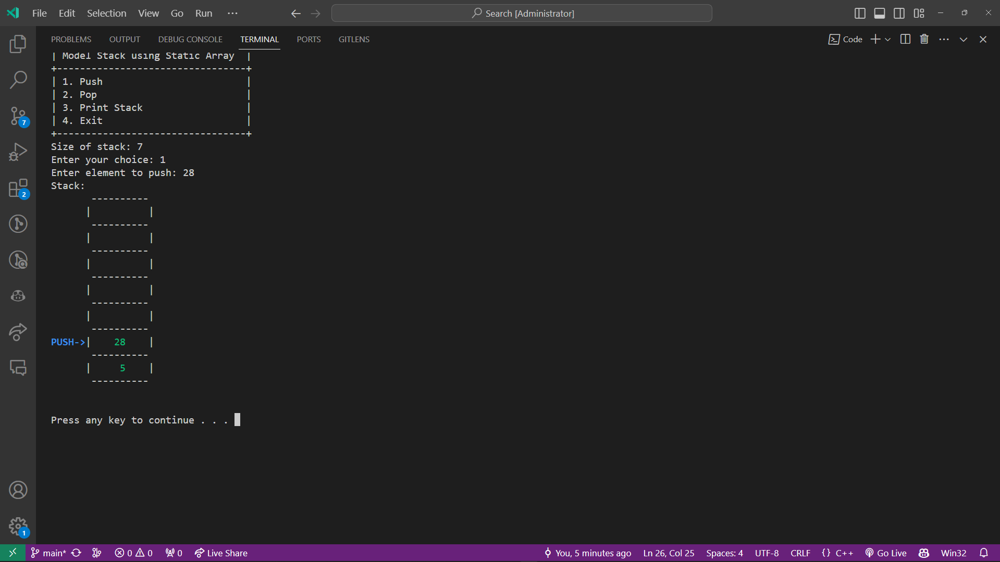 File Edit Selection View Go Run ··· Search [Administrator]
PROBLEMS OUTPUT DEBUG CONSOLE TERMINAL PORTS GITLENS Code
| Model Stack using Static Array |
+---------------------------------+
| 1. Push |
| 2. Pop |
| 3. Print Stack |
| 4. Exit |
+---------------------------------+
Size of stack: 7
Enter your choice: 1
Enter element to push: 28
Stack:
----------
| |
----------
| |
----------
| |
----------
| |
----------
| |
----------
PUSH->| 28 |
----------
| 5 |
----------
Press any key to continue . . .
7
2
1
main* 0 0 0 Live Share You, 5 minutes ago Ln 26, Col 25 Spaces: 4 UTF-8 CRLF {} C++ Go Live Win32